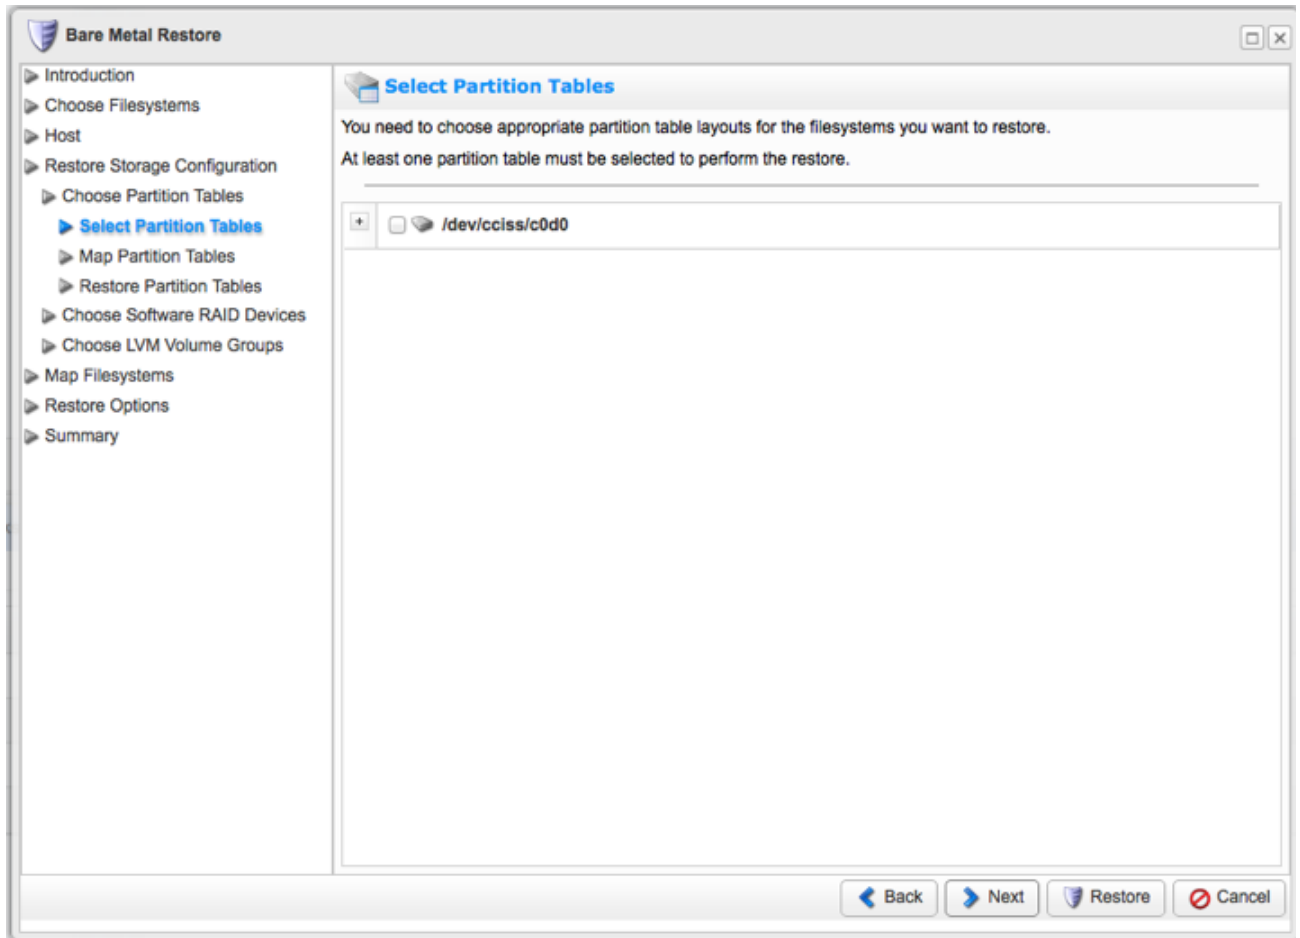 Bare Metal Restore
Introduction
Choose Filesystems
Host
Restore Storage Configuration
Choose Partition Tables
Select Partition Tables
Map Partition Tables
Restore Partition Tables
Choose Software RAID Devices
Choose LVM Volume Groups
Map Filesystems
Restore Options
Summary
Select Partition Tables
You need to choose appropriate partition table layouts for the filesystems you want to restore.
At least one partition table must be selected to perform the restore.
/dev/cciss/c0d0
Back Next Restore Cancel